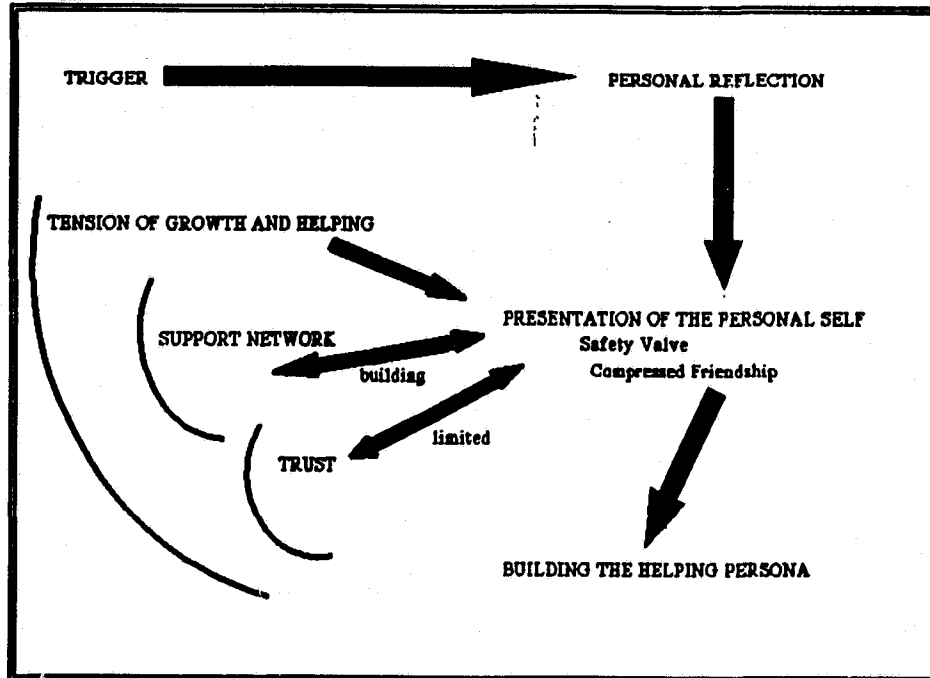 TRIGGER
PERSONAL REFLECTION
TENSION OF GROWTH AND HELPING
SUPPORT NETWORK
building
PRESENTATION OF THE PERSONAL SELF
Safety Valve
Compressed Friendship
limited
TRUST
BUILDING THE HELPING PERSONA